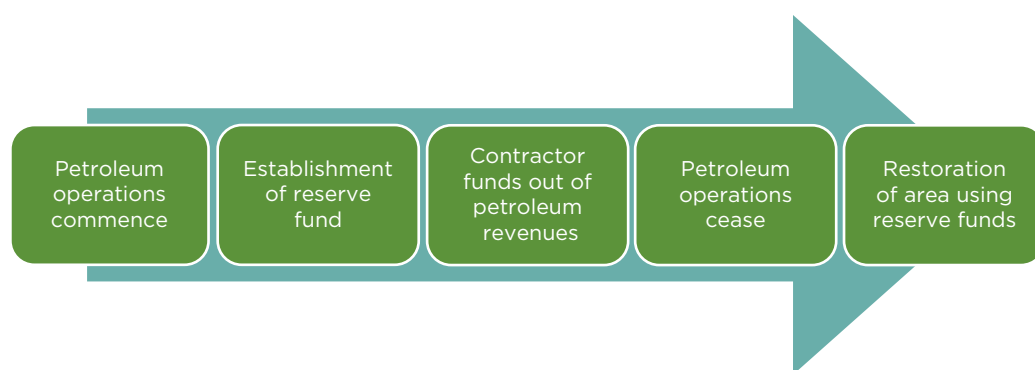 Petroleum
operations
commence
Establishment
of reserve
fund
Contractor
funds out of
petroleum
revenues
Petroleum
operations
cease
Restoration
of area using
reserve funds